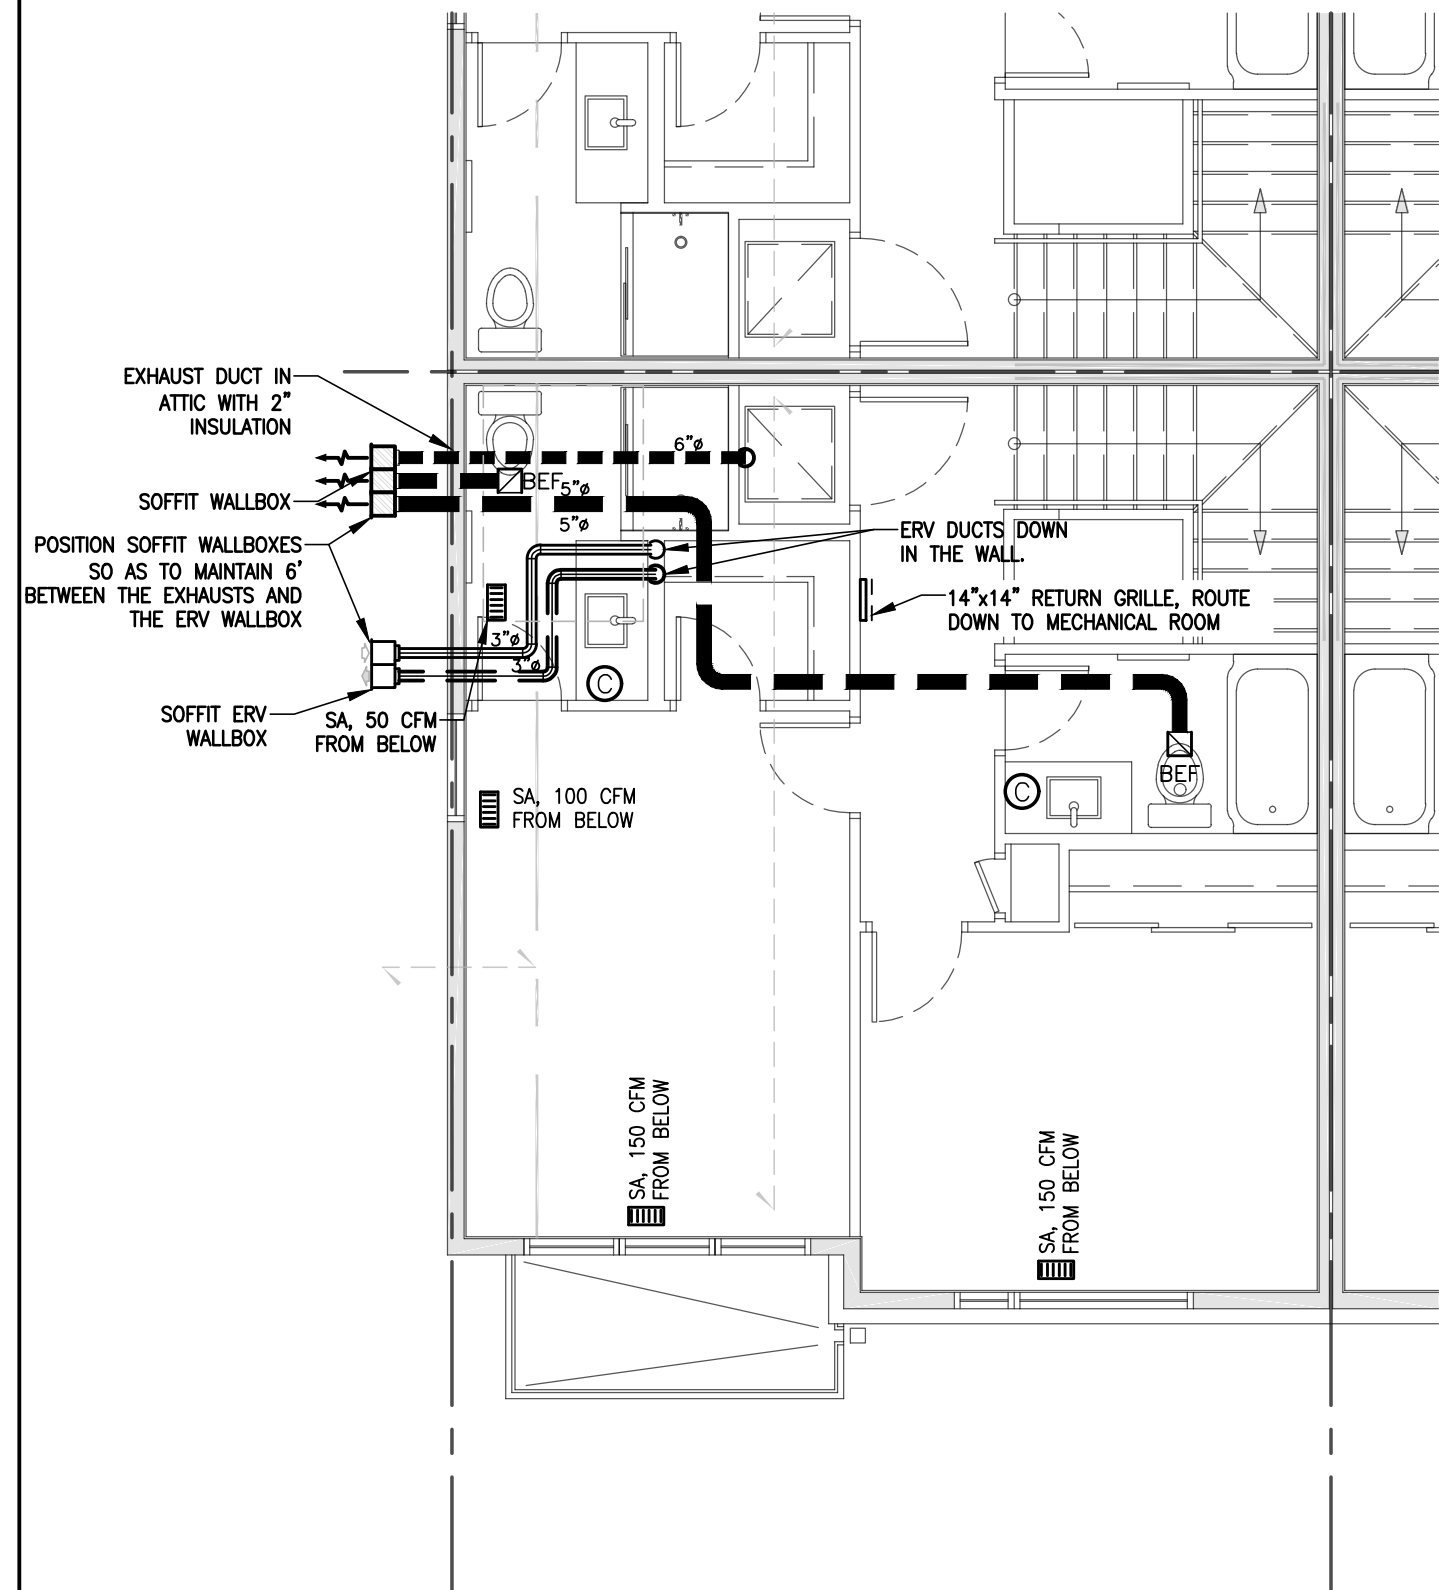 EXHAUST DUCT IN
ATTIC WITH 2"
INSULATION
6"ø
BEF
5"ø
SOFFIT WALLBOX
5"ø
ERV DUCTS DOWN
IN THE WALL.
POSITION SOFFIT WALLBOXES
SO AS TO MAINTAIN 6'
BETWEEN THE EXHAUSTS AND
THE ERV WALLBOX
14"x14" RETURN GRILLE, ROUTE
DOWN TO MECHANICAL ROOM
3"ø
3"ø
C
SOFFIT ERV
WALLBOX
SA, 50 CFM
FROM BELOW
BEF
C
SA, 100 CFM
FROM BELOW
SA, 150 CFM
FROM BELOW
SA, 150 CFM
FROM BELOW